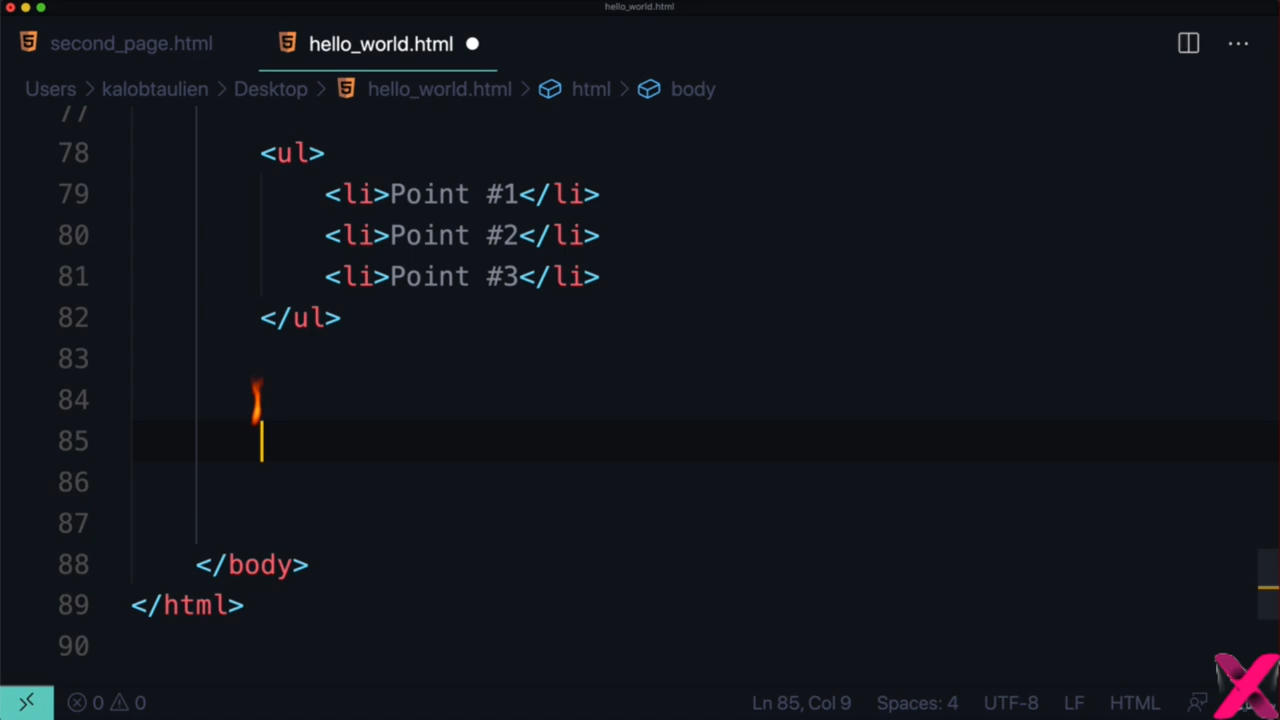 hello_world.html
second_page.html hello_world.html
Users > kalobtaulien > Desktop > hello_world.html > html > body
77
78 <ul>
79 <li>Point #1</li>
80 <li>Point #2</li>
81 <li>Point #3</li>
82 </ul>
83
84
85
86
87
88 </body>
89 </html>
90
0 0 Ln 85, Col 9 Spaces: 4 UTF-8 LF HTML